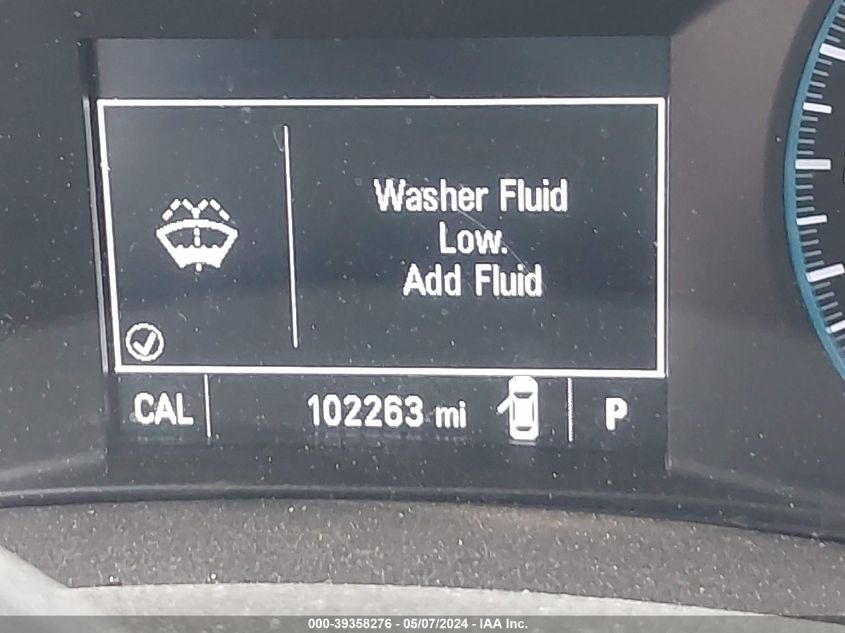 Washer Fluid
Low.
Add Fluid
CAL 102263 mi P
000-39358276 - 05/07/2024 - IAA Inc.